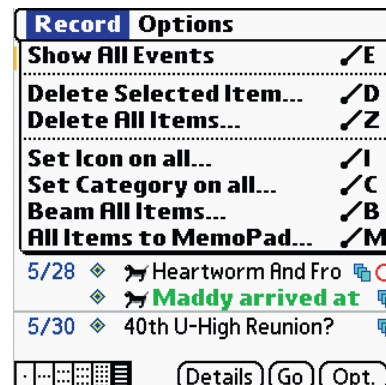 Record Options
Show All Events /E
Delete Selected Item... /D
Delete All Items... /Z
Set Icon on all... /I
Set Category on all... /C
Beam All Items... /B
All Items to MemoPad... /M
5/28 Heartworm And Fro
Maddy arrived at
5/30 40th U-High Reunion?
Details Go Opt.